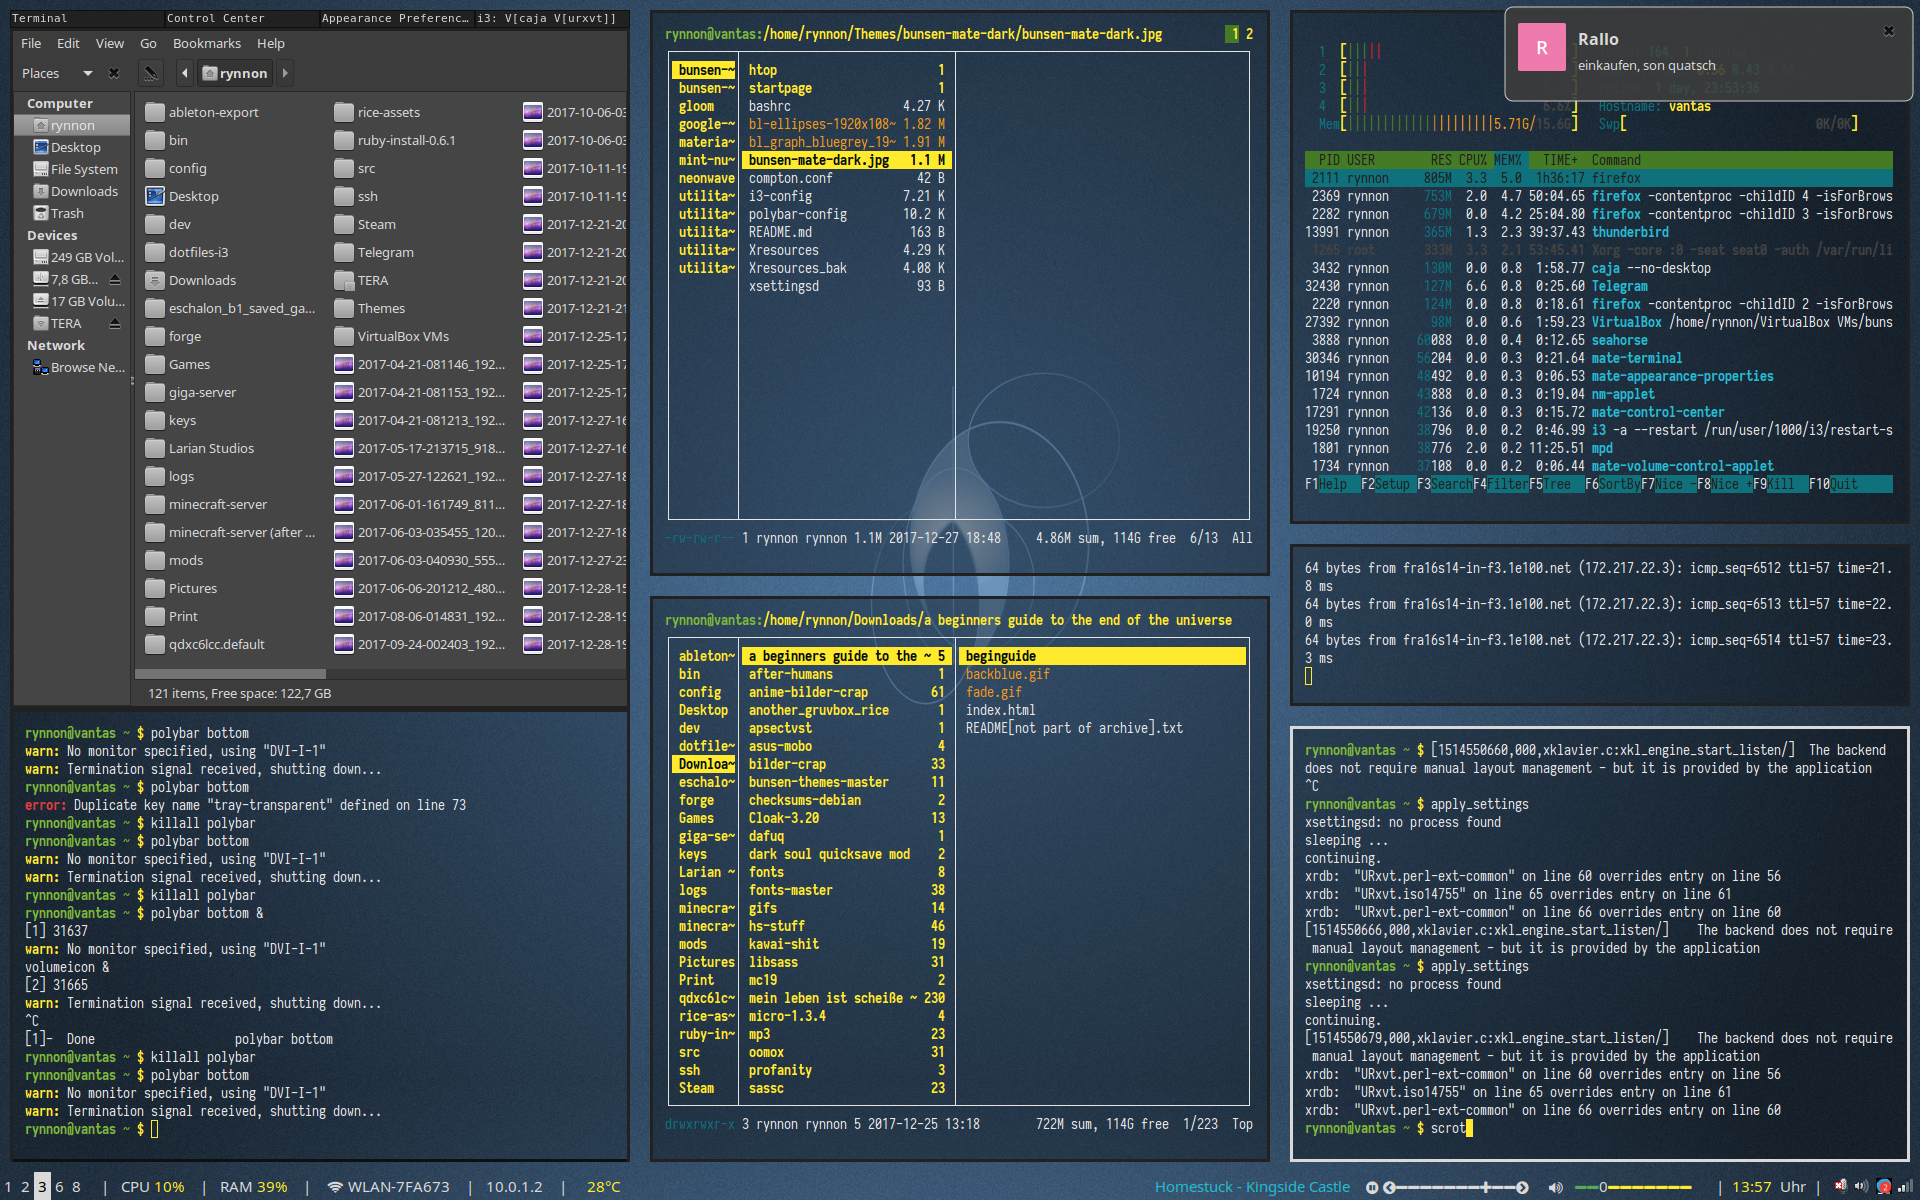 Terminal
Control Center
Appearance Preferenc...
i3: V[caja V[urxvt]]
File Edit View Go Bookmarks Help
Places
rynnon
Computer
rynnon
Desktop
File System
Downloads
Trash
Devices
249 GB Vol...
7,8 GB...
17 GB Volu...
TERA
Network
Browse Ne...
ableton-export
bin
config
Desktop
dev
dotfiles-i3
Downloads
eschalon_b1_saved_ga...
forge
Games
giga-server
keys
Larian Studios
logs
minecraft-server
minecraft-server (after ...
mods
Pictures
Print
qdxc6lcc.default
rice-assets
ruby-install-0.6.1
src
ssh
Steam
Telegram
TERA
Themes
VirtualBox VMs
2017-04-21-081146_192...
2017-04-21-081153_192...
2017-04-21-081213_192...
2017-05-17-213715_918...
2017-05-27-122621_192...
2017-06-01-161749_811...
2017-06-03-035455_120...
2017-06-03-040930_555...
2017-06-06-201212_480...
2017-08-06-014831_192...
2017-09-24-002403_192...
2017-10-06-03
2017-10-06-03
2017-10-11-19
2017-10-11-19
2017-12-21-20
2017-12-21-20
2017-12-21-20
2017-12-21-21
2017-12-25-17
2017-12-25-17
2017-12-25-17
2017-12-27-16
2017-12-27-16
2017-12-27-18
2017-12-27-18
2017-12-27-18
2017-12-27-23
2017-12-28-15
2017-12-28-19
2017-12-28-19
121 items, Free space: 122,7 GB
rynnon@vantas ~ $ polybar bottom
warn: No monitor specified, using "DVI-I-1"
warn: Termination signal received, shutting down...
rynnon@vantas ~ $ polybar bottom
error: Duplicate key name "tray-transparent" defined on line 73
rynnon@vantas ~ $ killall polybar
rynnon@vantas ~ $ polybar bottom
warn: No monitor specified, using "DVI-I-1"
warn: Termination signal received, shutting down...
rynnon@vantas ~ $ killall polybar
rynnon@vantas ~ $ polybar bottom &
[1] 31637
warn: No monitor specified, using "DVI-I-1"
volumeicon &
[2] 31665
warn: Termination signal received, shutting down...
^C
[1]- Done polybar bottom
rynnon@vantas ~ $ killall polybar
rynnon@vantas ~ $ polybar bottom
warn: No monitor specified, using "DVI-I-1"
warn: Termination signal received, shutting down...
rynnon@vantas ~ $
rynnon@vantas:/home/rynnon/Themes/bunsen-mate-dark/bunsen-mate-dark.jpg 1 2
bunsen-~ htop 1
bunsen-~ startpage 1
gloom bashrc 4.27 K
google-~ bl-ellipses-1920x108~ 1.82 M
materia~ bl_graph_bluegrey_19~ 1.91 M
mint-nu~ bunsen-mate-dark.jpg 1.1 M
neonwave compton.conf 42 B
utilita~ i3-config 7.21 K
utilita~ polybar-config 10.2 K
utilita~ README.md 163 B
utilita~ Xresources 4.29 K
utilita~ Xresources_bak 4.08 K
xsettingsd 93 B
-rw-rw-r-- 1 rynnon rynnon 1.1M 2017-12-27 18:48 4.86M sum, 114G free 6/13 All
rynnon@vantas:/home/rynnon/Downloads/a beginners guide to the end of the universe
ableton~ a beginners guide to the ~ 5 beginguide
bin after-humans 1 backblue.gif
config anime-bilder-crap 61 fade.gif
Desktop another_gruvbox_rice 1 index.html
dev apsectvst 1 README[not part of archive].txt
dotfile~ asus-mobo 4
Downloa~ bilder-crap 33
eschalo~ bunsen-themes-master 11
forge checksums-debian 2
Games Cloak-3.20 13
giga-se~ dafuq 1
keys dark soul quicksave mod 2
Larian ~ fonts 8
logs fonts-master 38
minecra~ gifs 14
minecra~ hs-stuff 46
mods kawai-shit 19
Pictures libsass 31
Print mc19 2
qdxc6lc~ mein leben ist scheiße ~ 230
rice-as~ micro-1.3.4 4
ruby-in~ mp3 23
src oomox 31
ssh profanity 3
Steam sassc 23
drwxrwxr-x 3 rynnon rynnon 5 2017-12-25 13:18 722M sum, 114G free 1/223 Top
R
Rallo
einkaufen, son quatsch
1 [
2 [
3 [
4 [
Mem[5.71G/15.6G]
Hostname: vantas
Swp[ 0K/0K]
PID USER RES CPU% MEM% TIME+ Command
2111 rynnon 805M 3.3 5.0 1h36:17 firefox
2369 rynnon 753M 2.0 4.7 50:04.65 firefox -contentproc -childID 4 -isForBrows
2282 rynnon 679M 0.0 4.2 25:04.80 firefox -contentproc -childID 3 -isForBrows
13991 rynnon 365M 1.3 2.3 39:37.43 thunderbird
1265 root 333M 3.3 2.1 53:45.41 Xorg -core :0 -seat seat0 -auth /var/run/li
3432 rynnon 130M 0.0 0.8 1:58.77 caja --no-desktop
32430 rynnon 127M 6.6 0.8 0:25.60 Telegram
2220 rynnon 124M 0.0 0.8 0:18.61 firefox -contentproc -childID 2 -isForBrows
27392 rynnon 98M 0.0 0.6 1:59.23 VirtualBox /home/rynnon/VirtualBox VMs/buns
3888 rynnon 60088 0.0 0.4 0:12.65 seahorse
30346 rynnon 56204 0.0 0.3 0:21.64 mate-terminal
10194 rynnon 48492 0.0 0.3 0:06.53 mate-appearance-properties
1724 rynnon 43888 0.0 0.3 0:19.04 nm-applet
17291 rynnon 42136 0.0 0.3 0:15.72 mate-control-center
19250 rynnon 38796 0.0 0.2 0:46.99 i3 -a --restart /run/user/1000/i3/restart-s
1801 rynnon 38776 2.0 0.2 11:25.51 mpd
1734 rynnon 37108 0.0 0.2 0:06.44 mate-volume-control-applet
F1Help F2Setup F3SearchF4FilterF5Tree F6SortByF7Nice -F8Nice +F9Kill F10Quit
64 bytes from fra16s14-in-f3.1e100.net (172.217.22.3): icmp_seq=6512 ttl=57 time=21.
8 ms
64 bytes from fra16s14-in-f3.1e100.net (172.217.22.3): icmp_seq=6513 ttl=57 time=22.
0 ms
64 bytes from fra16s14-in-f3.1e100.net (172.217.22.3): icmp_seq=6514 ttl=57 time=23.
3 ms
rynnon@vantas ~ $ [1514550660,000,xklavier.c:xkl_engine_start_listen/] The backend
does not require manual layout management - but it is provided by the application
^C
rynnon@vantas ~ $ apply_settings
xsettingsd: no process found
sleeping ...
continuing.
xrdb: "URxvt.perl-ext-common" on line 60 overrides entry on line 56
xrdb: "URxvt.iso14755" on line 65 overrides entry on line 61
xrdb: "URxvt.perl-ext-common" on line 66 overrides entry on line 60
[1514550666,000,xklavier.c:xkl_engine_start_listen/] The backend does not require
manual layout management - but it is provided by the application
rynnon@vantas ~ $ apply_settings
xsettingsd: no process found
sleeping ...
continuing.
[1514550679,000,xklavier.c:xkl_engine_start_listen/] The backend does not require
manual layout management - but it is provided by the application
xrdb: "URxvt.perl-ext-common" on line 60 overrides entry on line 56
xrdb: "URxvt.iso14755" on line 65 overrides entry on line 61
xrdb: "URxvt.perl-ext-common" on line 66 overrides entry on line 60
rynnon@vantas ~ $ scrot
1 2 3 6 8 | CPU 10% | RAM 39% | WLAN-7FA673 | 10.0.1.2 | 28°C Homestuck - Kingside Castle | 13:57 Uhr |